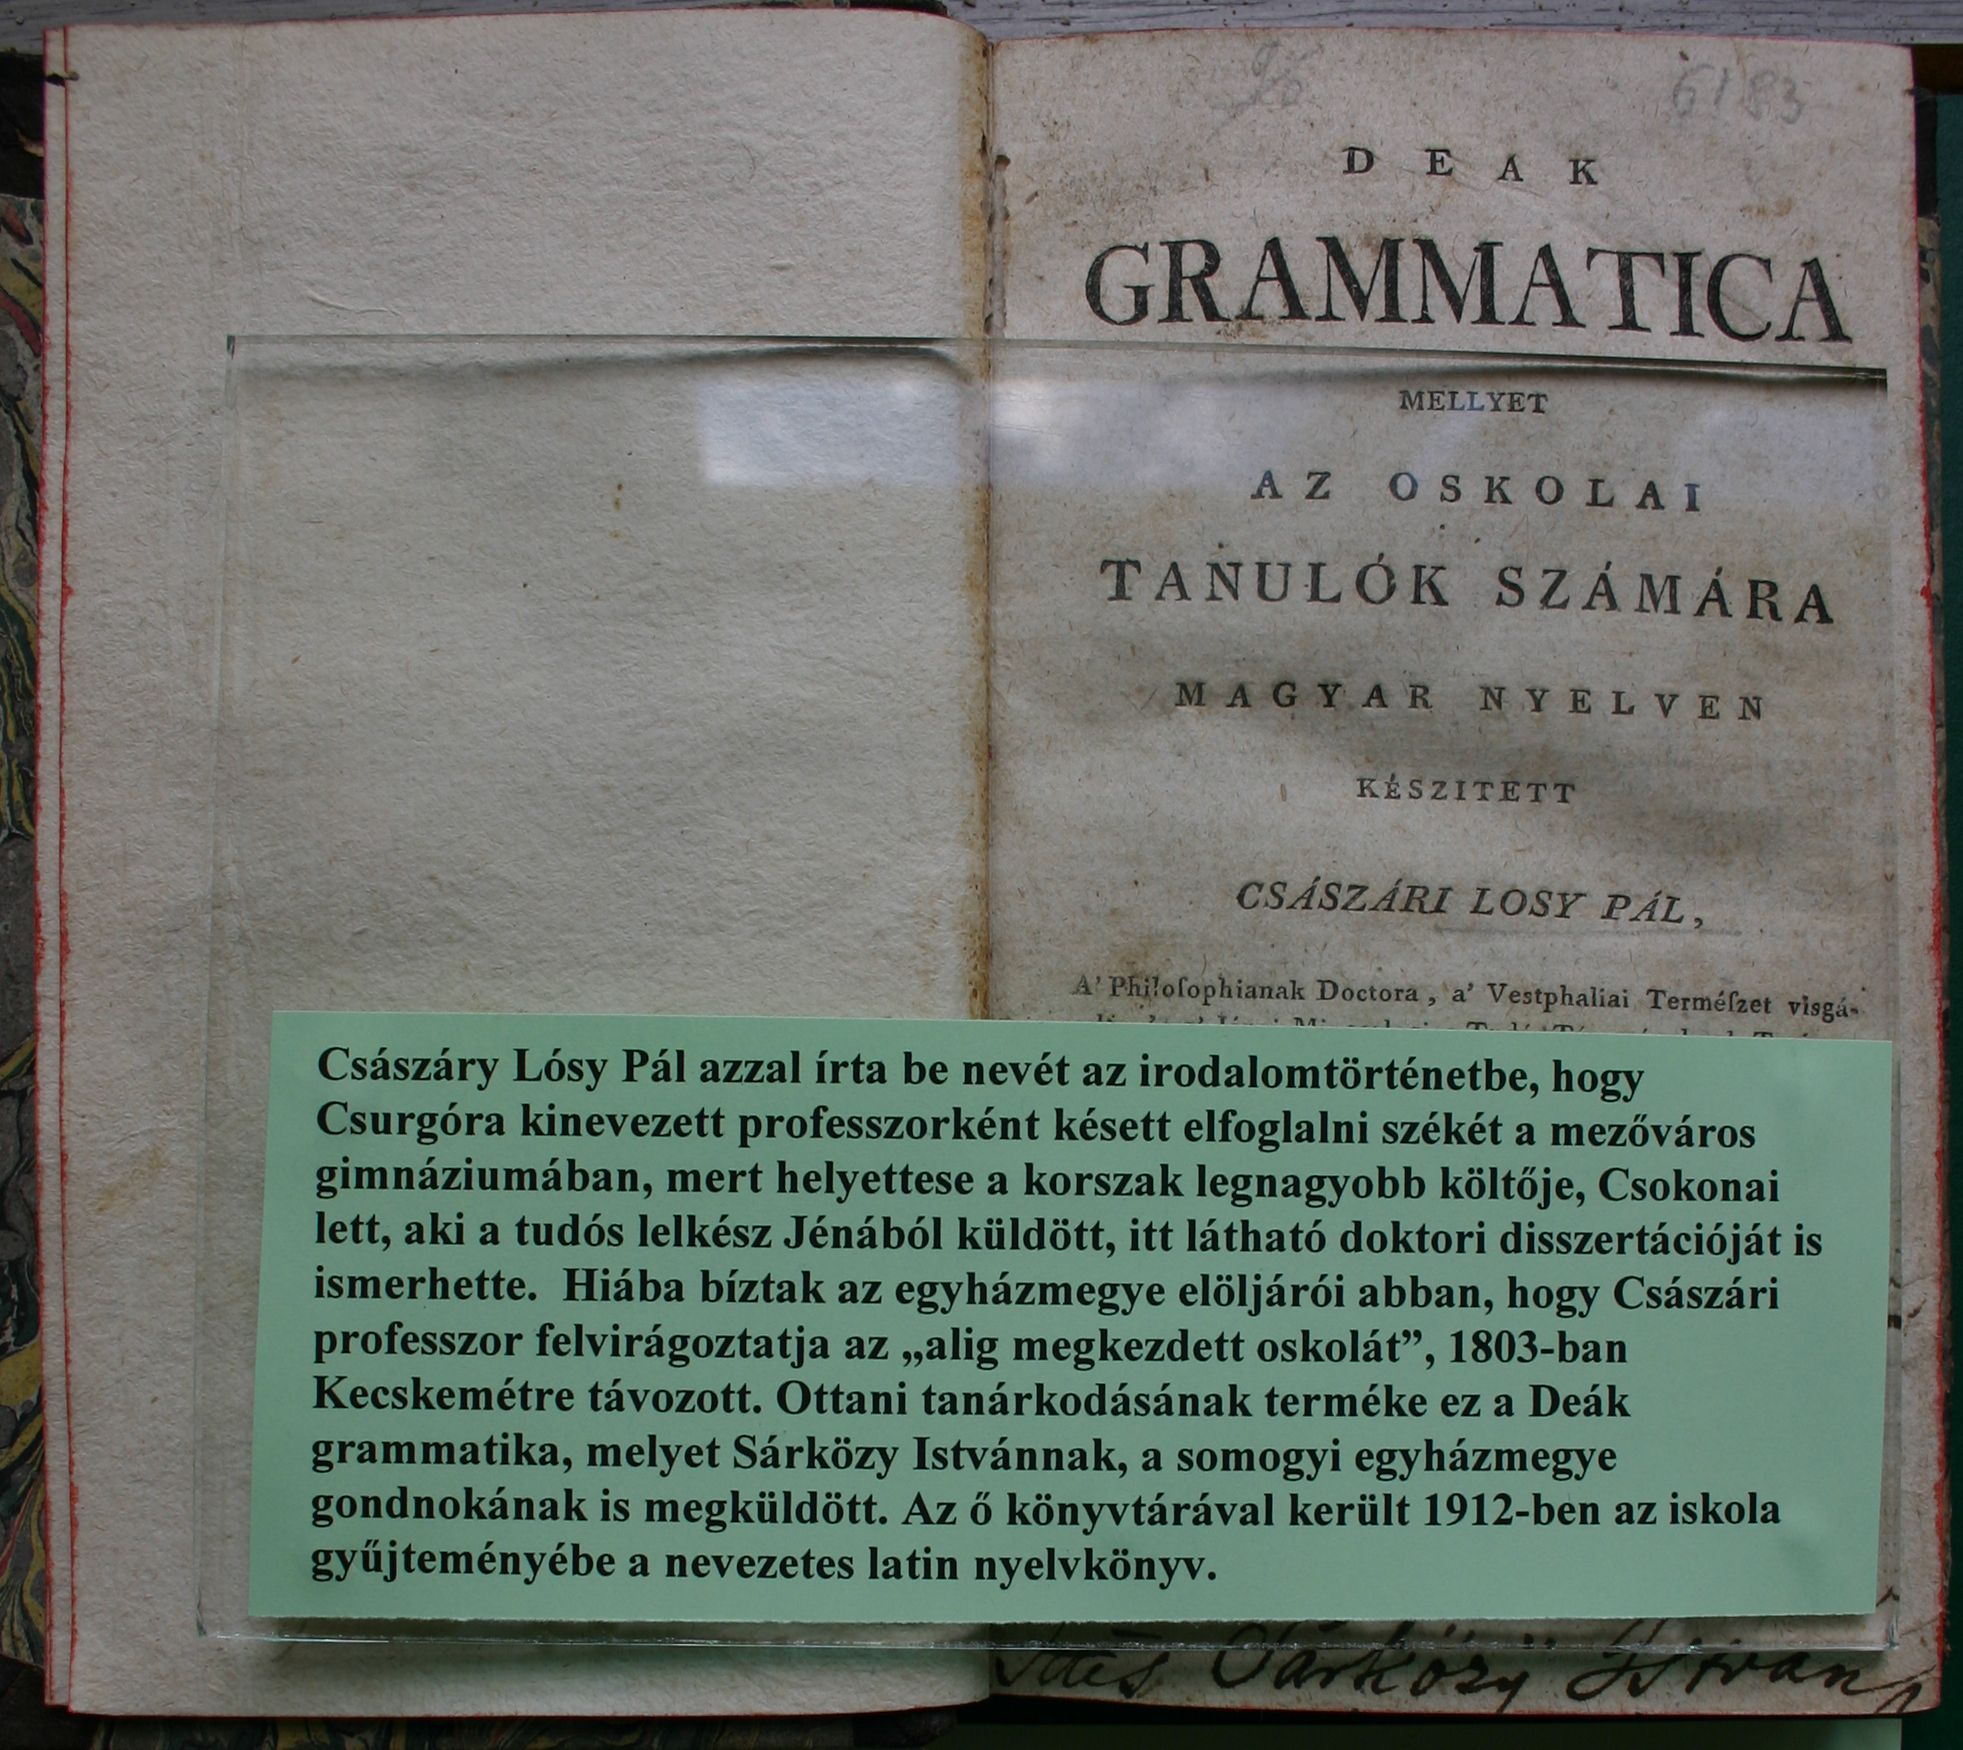 6183
DEAK
GRAMMATICA
MELLYET
AZ OSKOLAI
TANULÓK SZÁMÁRA
MAGYAR NYELVEN
KÉSZITETT
CSÁSZÁRI LOSY PÁL,
A' Philoſophianak Doctora, a' Vestphaliai Terméſzet visgá-
Császáry Lósy Pál azzal írta be nevét az irodalomtörténetbe, hogy
Csurgóra kinevezett professzorként késett elfoglalni székét a mezőváros
gimnáziumában, mert helyettese a korszak legnagyobb költője, Csokonai
lett, aki a tudós lelkész Jénából küldött, itt látható doktori disszertációját is
ismerhette. Hiába bíztak az egyházmegye elöljárói abban, hogy Császári
professzor felvirágoztatja az „alig megkezdett oskolát”, 1803-ban
Kecskemétre távozott. Ottani tanárkodásának terméke ez a Deák
grammatika, melyet Sárközy Istvánnak, a somogyi egyházmegye
gondnokának is megküldött. Az ő könyvtárával került 1912-ben az iskola
gyűjteményébe a nevezetes latin nyelvkönyv.
Sárközy István